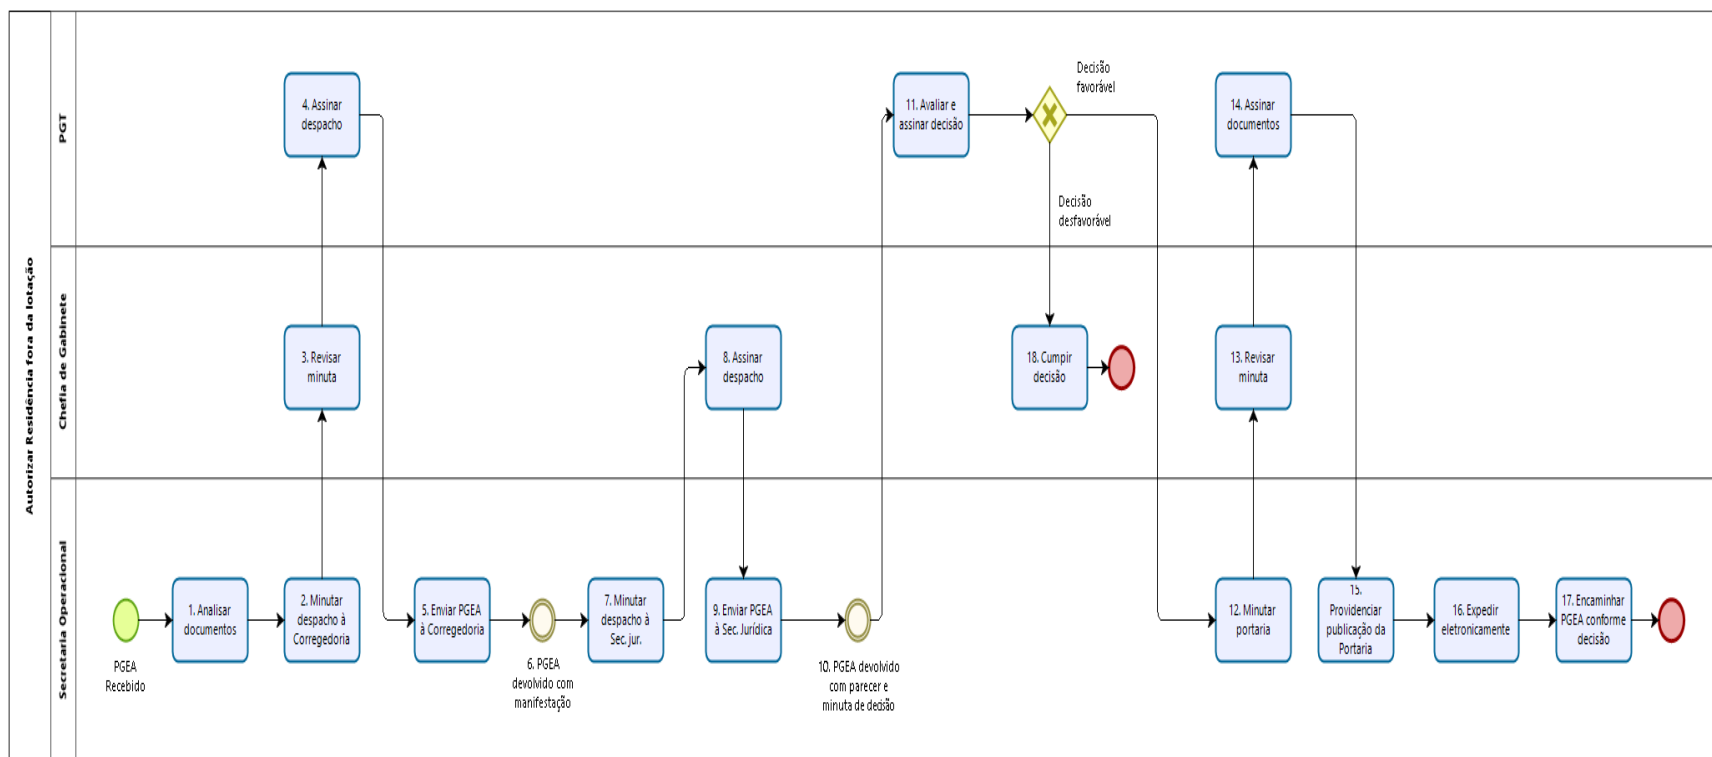 Autorizar Residência fora da lotação
PGT
4. Assinar
despacho
11. Avaliar e
assinar decisão
Decisão
favorável
Decisão
desfavorável
14. Assinar
documentos
Chefia de Gabinete
3. Revisar
minuta
8. Assinar
despacho
18. Cumpir
decisão
13. Revisar
minuta
Secretaria Operacional
PGEA
Recebido
1. Analisar
documentos
2. Minutar
despacho à
Corregedoria
5. Enviar PGEA
à Corregedoria
6. PGEA
devolvido com
manifestação
7. Minutar
despacho à
Sec. jur.
9. Enviar PGEA
à Sec. Jurídica
10. PGEA devolvido
com parecer e
minuta de decisão
12. Minutar
portaria
15.
Providenciar
publicação da
Portaria
16. Expedir
eletronicamente
17. Encaminhar
PGEA conforme
decisão